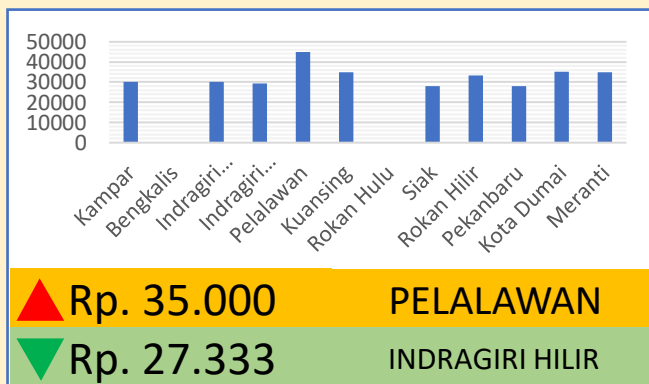 50000
40000
30000
20000
10000
0
Kampar
Bengkalis
Indragiri...
Indragiri...
Pelalawan
Kuansing
Rokan Hulu
Siak
Rokan Hilir
Pekanbaru
Kota Dumai
Meranti
Rp. 35.000 PELALAWAN
Rp. 27.333 INDRAGIRI HILIR